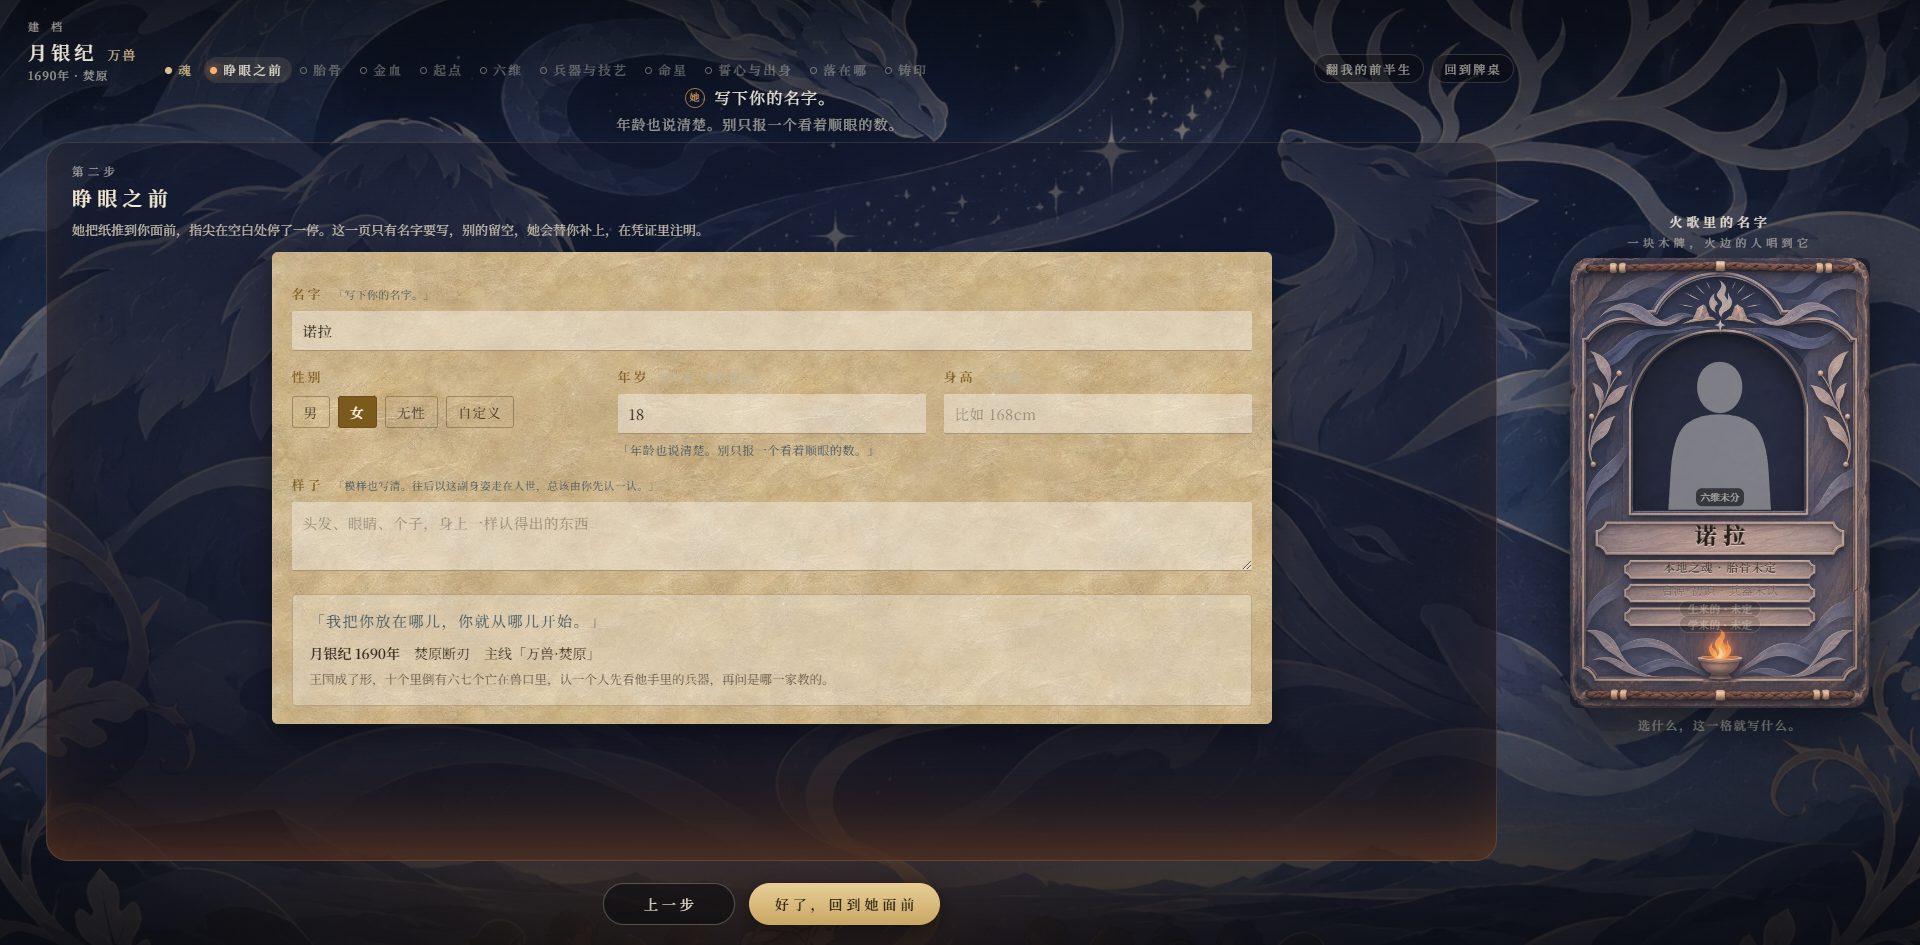 建 档
月银纪 万兽
1690年 · 焚原
魂 睁眼之前 胎骨 金血 起点 六维 兵器与技艺 命星 誓心与出身 落在哪 铸印
翻我的前半生 回到牌桌
她 写下你的名字。
年龄也说清楚。别只报一个看着顺眼的数。
第二步
睁眼之前
她把纸推到你面前，指尖在空白处停了一停。这一页只有名字要写，别的留空，她会替你补上，在凭证里注明。
名字 「写下你的名字。」
诺拉
性别 年岁 身高
男 女 无性 自定义
18
比如 168cm
「年龄也说清楚。别只报一个看着顺眼的数。」
样子 「模样也写清。往后以这副身姿走在人世，总该由你先认一认。」
头发、眼睛、个子，身上一样认得出的东西
「我把你放在哪儿，你就从哪儿开始。」
月银纪 1690年 焚原断刃 主线「万兽·焚原」
王国成了形，十个里倒有六七个亡在兽口里，认一个人先看他手里的兵器，再问是哪一家教的。
上一步
好了，回到她面前
火歌里的名字
一块木牌，火边的人唱到它
六维未分
诺拉
本地之魂 · 胎骨未定
生来的 · 未定
学来的 · 未定
选什么，这一格就写什么。